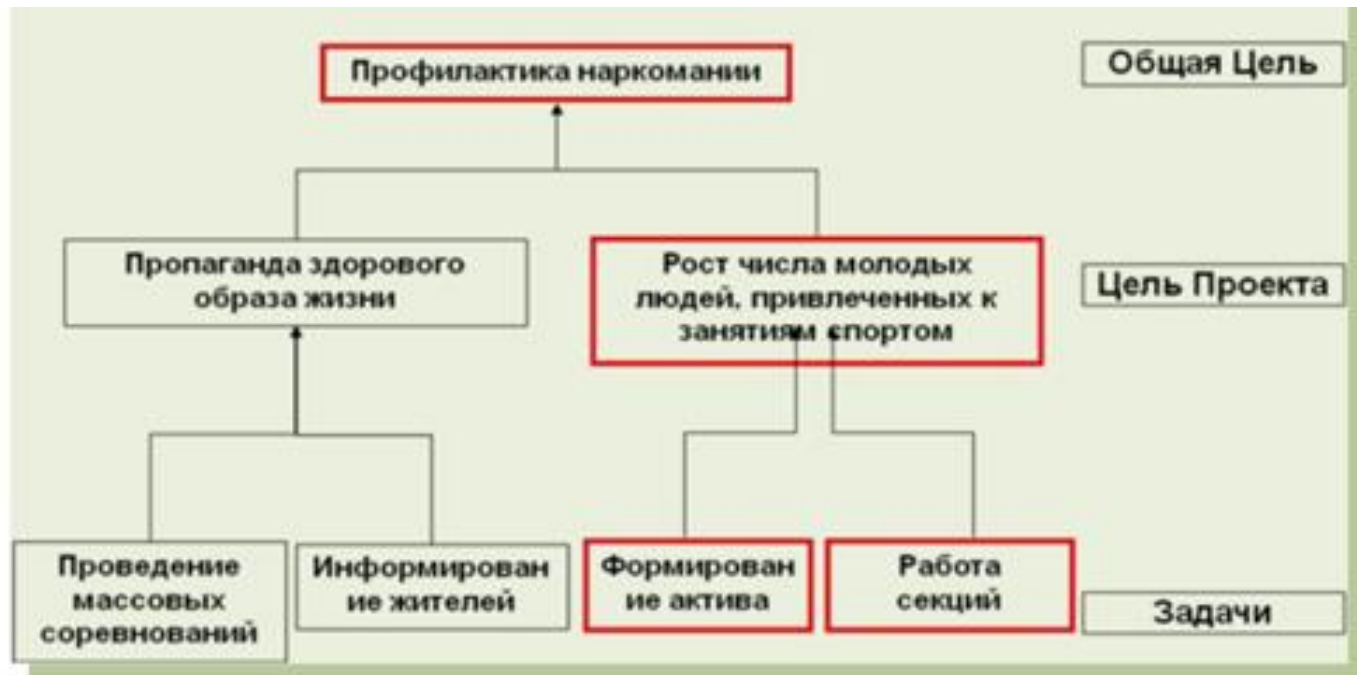 Профилактика наркомании
Общая Цель
Пропаганда здорового
образа жизни
Рост числа молодых
людей, привлеченных к
занятиям спортом
Цель Проекта
Проведение
массовых
соревнований
Информирован
ие жителей
Формирован
ие актива
Работа
секций
Задачи